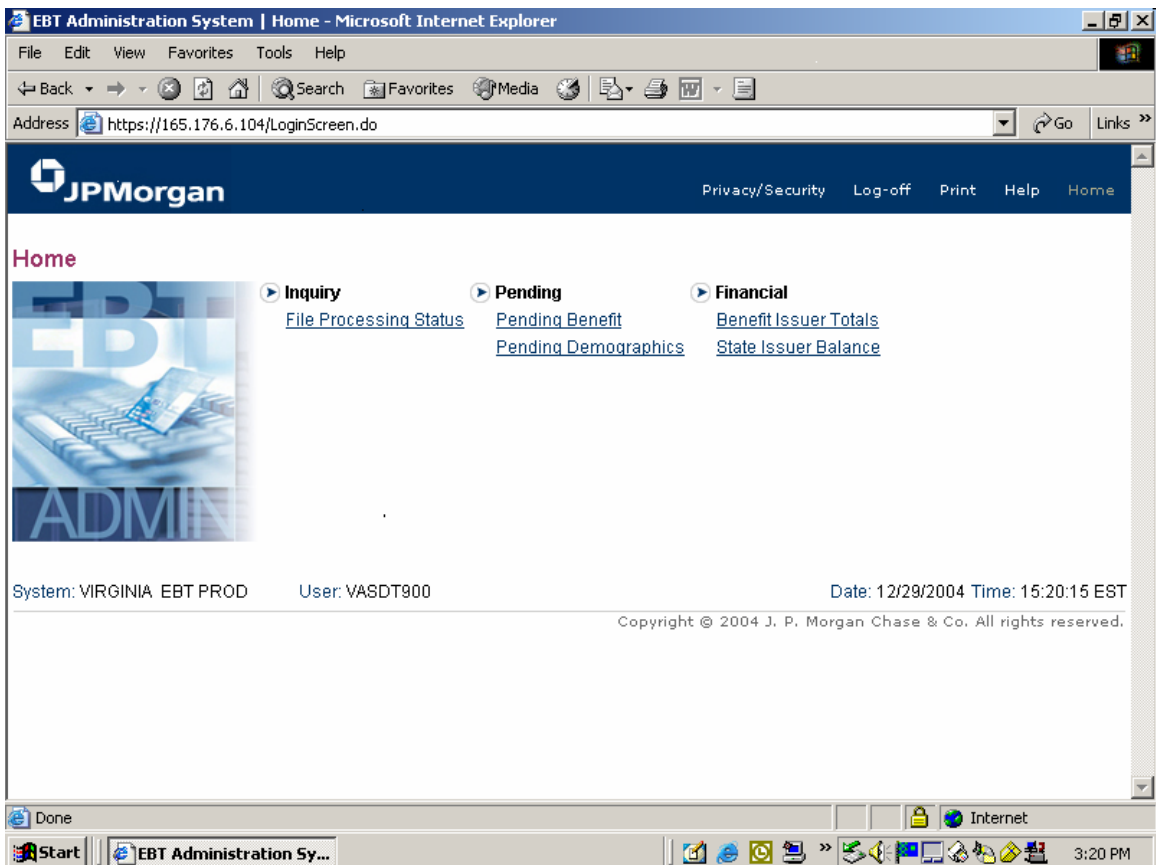 EBT Administration System | Home - Microsoft Internet Explorer
File Edit View Favorites Tools Help
Back Search Favorites Media
Address https://165.176.6.104/LoginScreen.do Go Links »
JPMorgan
Privacy/Security Log-off Print Help Home
Home
EBT
ADMIN
Inquiry
File Processing Status
Pending
Pending Benefit
Pending Demographics
Financial
Benefit Issuer Totals
State Issuer Balance
System: VIRGINIA EBT PROD User: VASDT900 Date: 12/29/2004 Time: 15:20:15 EST
Copyright @ 2004 J. P. Morgan Chase & Co. All rights reserved.
Done Internet
Start EBT Administration Sy... » 3:20 PM